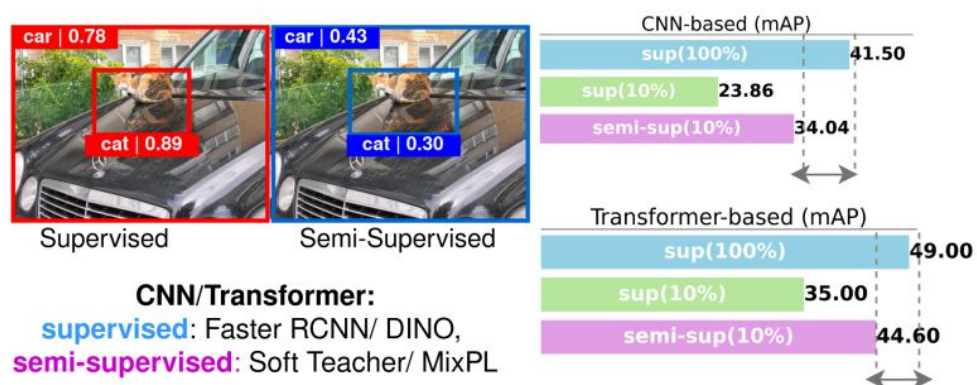 car | 0.78
cat | 0.89
Supervised
car | 0.43
cat | 0.30
Semi-Supervised
CNN/Transformer:
supervised: Faster RCNN/ DINO,
semi-supervised: Soft Teacher/ MixPL
CNN-based (mAP)
sup(100%) 41.50
sup(10%) 23.86
semi-sup(10%) 34.04
Transformer-based (mAP)
sup(100%) 49.00
sup(10%) 35.00
semi-sup(10%) 44.60